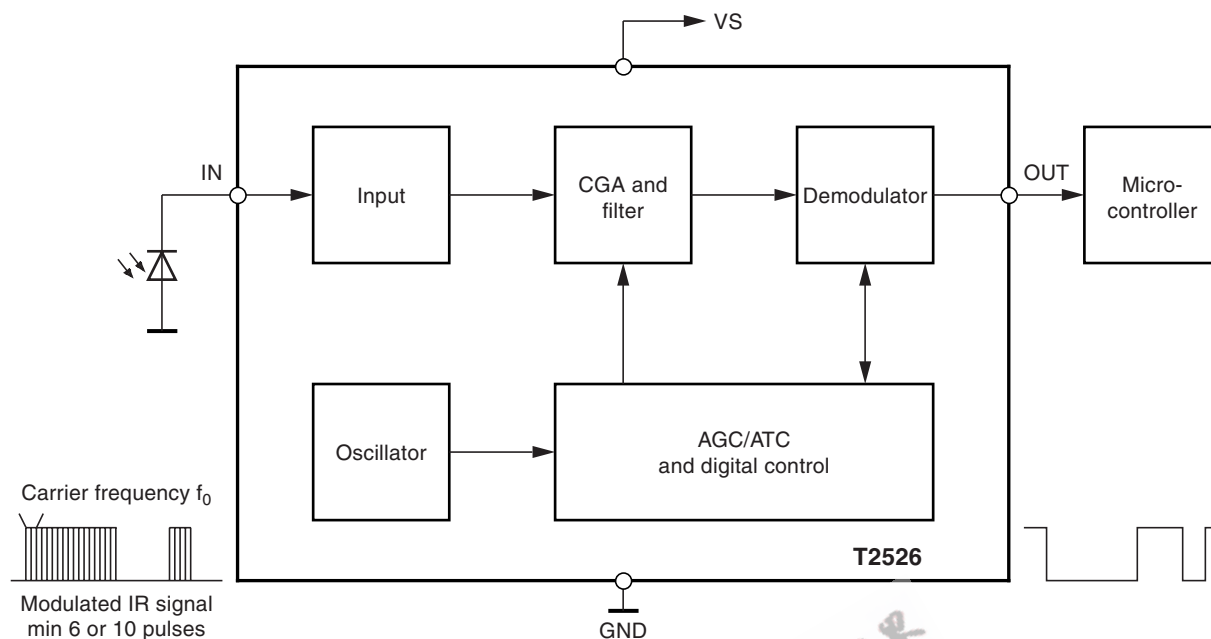 VS
IN
Input
CGA and
filter
Demodulator
OUT
Micro-
controller
Oscillator
AGC/ATC
and digital control
Carrier frequency f₀
T2526
Modulated IR signal
min 6 or 10 pulses
GND